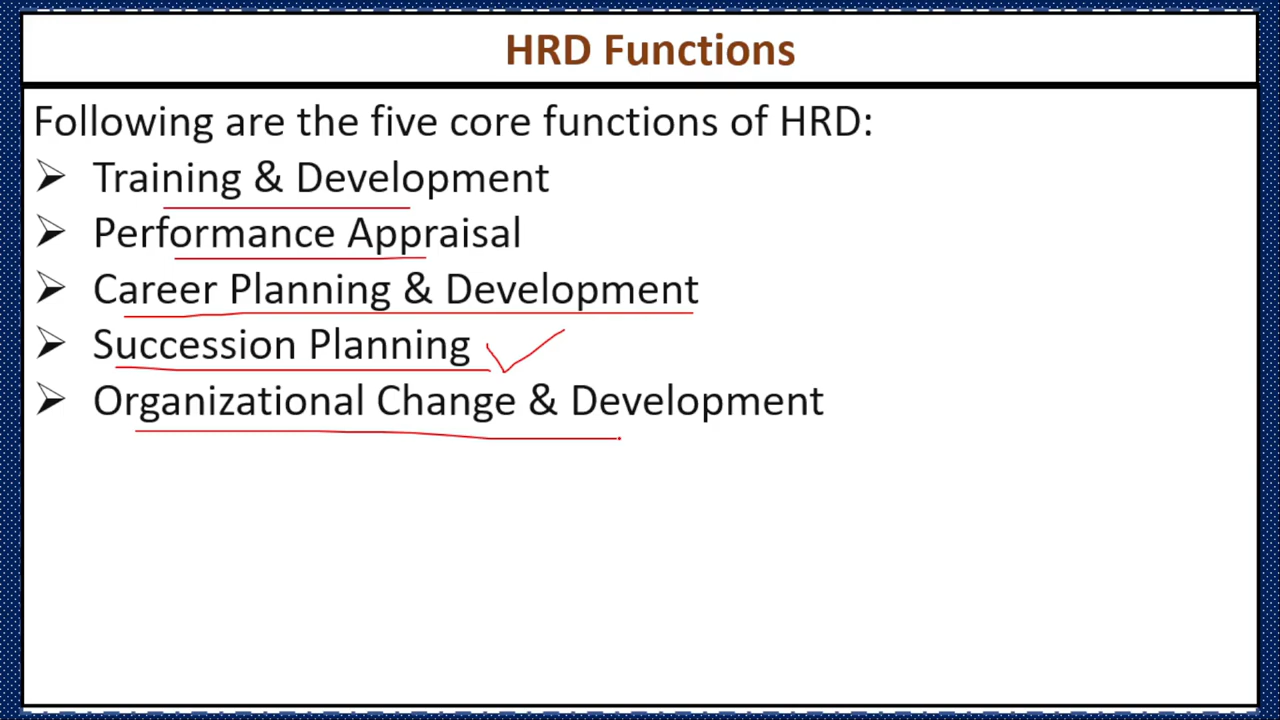 HRD Functions
Following are the five core functions of HRD:
➢ Training & Development
➢ Performance Appraisal
➢ Career Planning & Development
➢ Succession Planning
➢ Organizational Change & Development